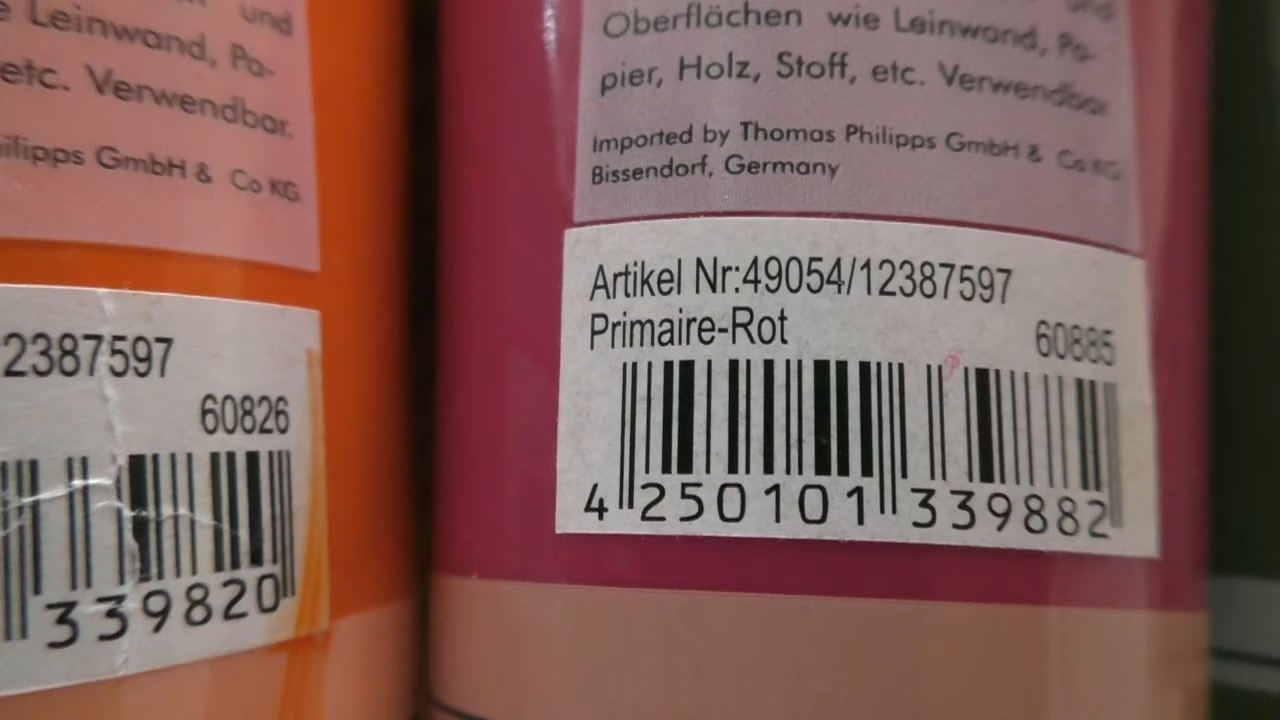 und
Leinwand, Pa-
etc. Verwendbar.
ilipps GmbH & Co KG
2387597
60826
339820
und
Oberflächen wie Leinwand, Pa-
pier, Holz, Stoff, etc. Verwendbar.
Imported by Thomas Philipps GmbH & Co KG
Bissendorf, Germany
Artikel Nr:49054/12387597
Primaire-Rot
60885
4 250101 339882